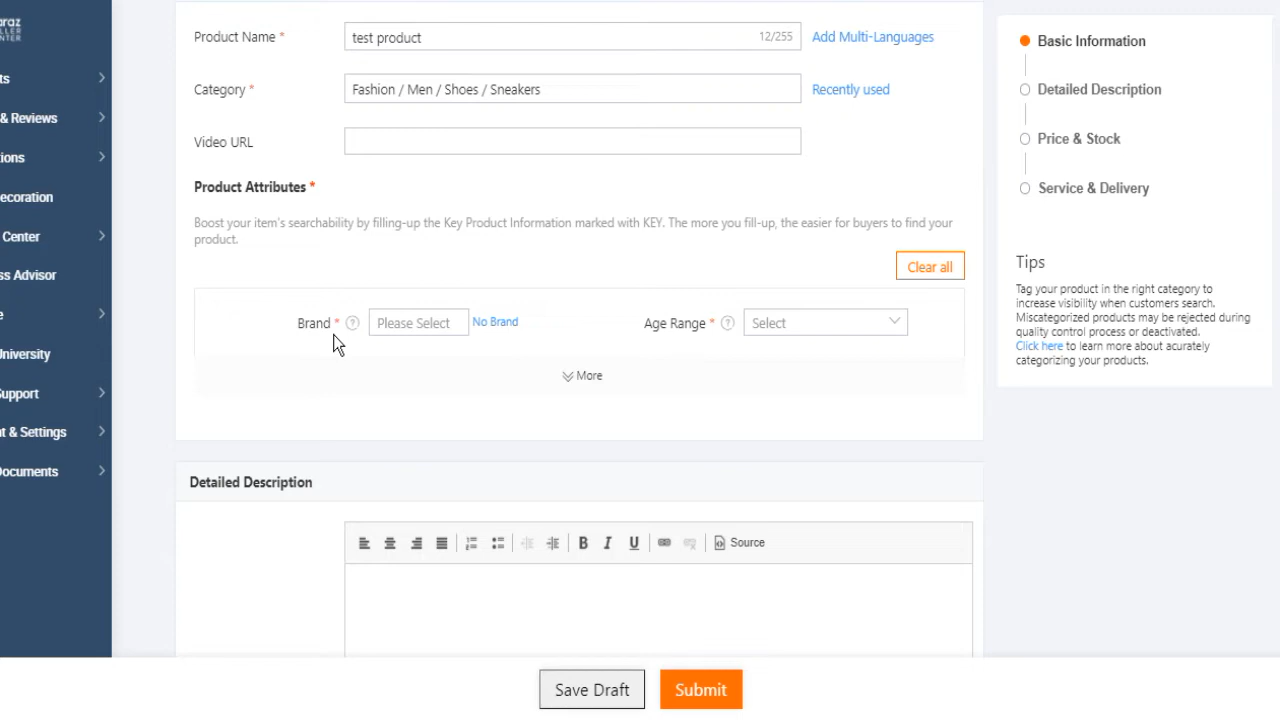 Product Name *
test product
12/255
Add Multi-Languages
Category *
Fashion / Men / Shoes / Sneakers
Recently used
Video URL
Product Attributes *
Boost your item's searchability by filling-up the Key Product Information marked with KEY. The more you fill-up, the easier for buyers to find your
product.
Clear all
Brand * ?
Please Select
No Brand
Age Range * ?
Select
More
Detailed Description
B I U
Source
Save Draft
Submit
araz
LLER
NTER
ts
& Reviews
ions
ecoration
Center
ss Advisor
e
University
Support
t & Settings
Documents
Basic Information
Detailed Description
Price & Stock
Service & Delivery
Tips
Tag your product in the right category to
increase visibility when customers search.
Miscategorized products may be rejected during
quality control process or deactivated.
Click here to learn more about acurately
categorizing your products.